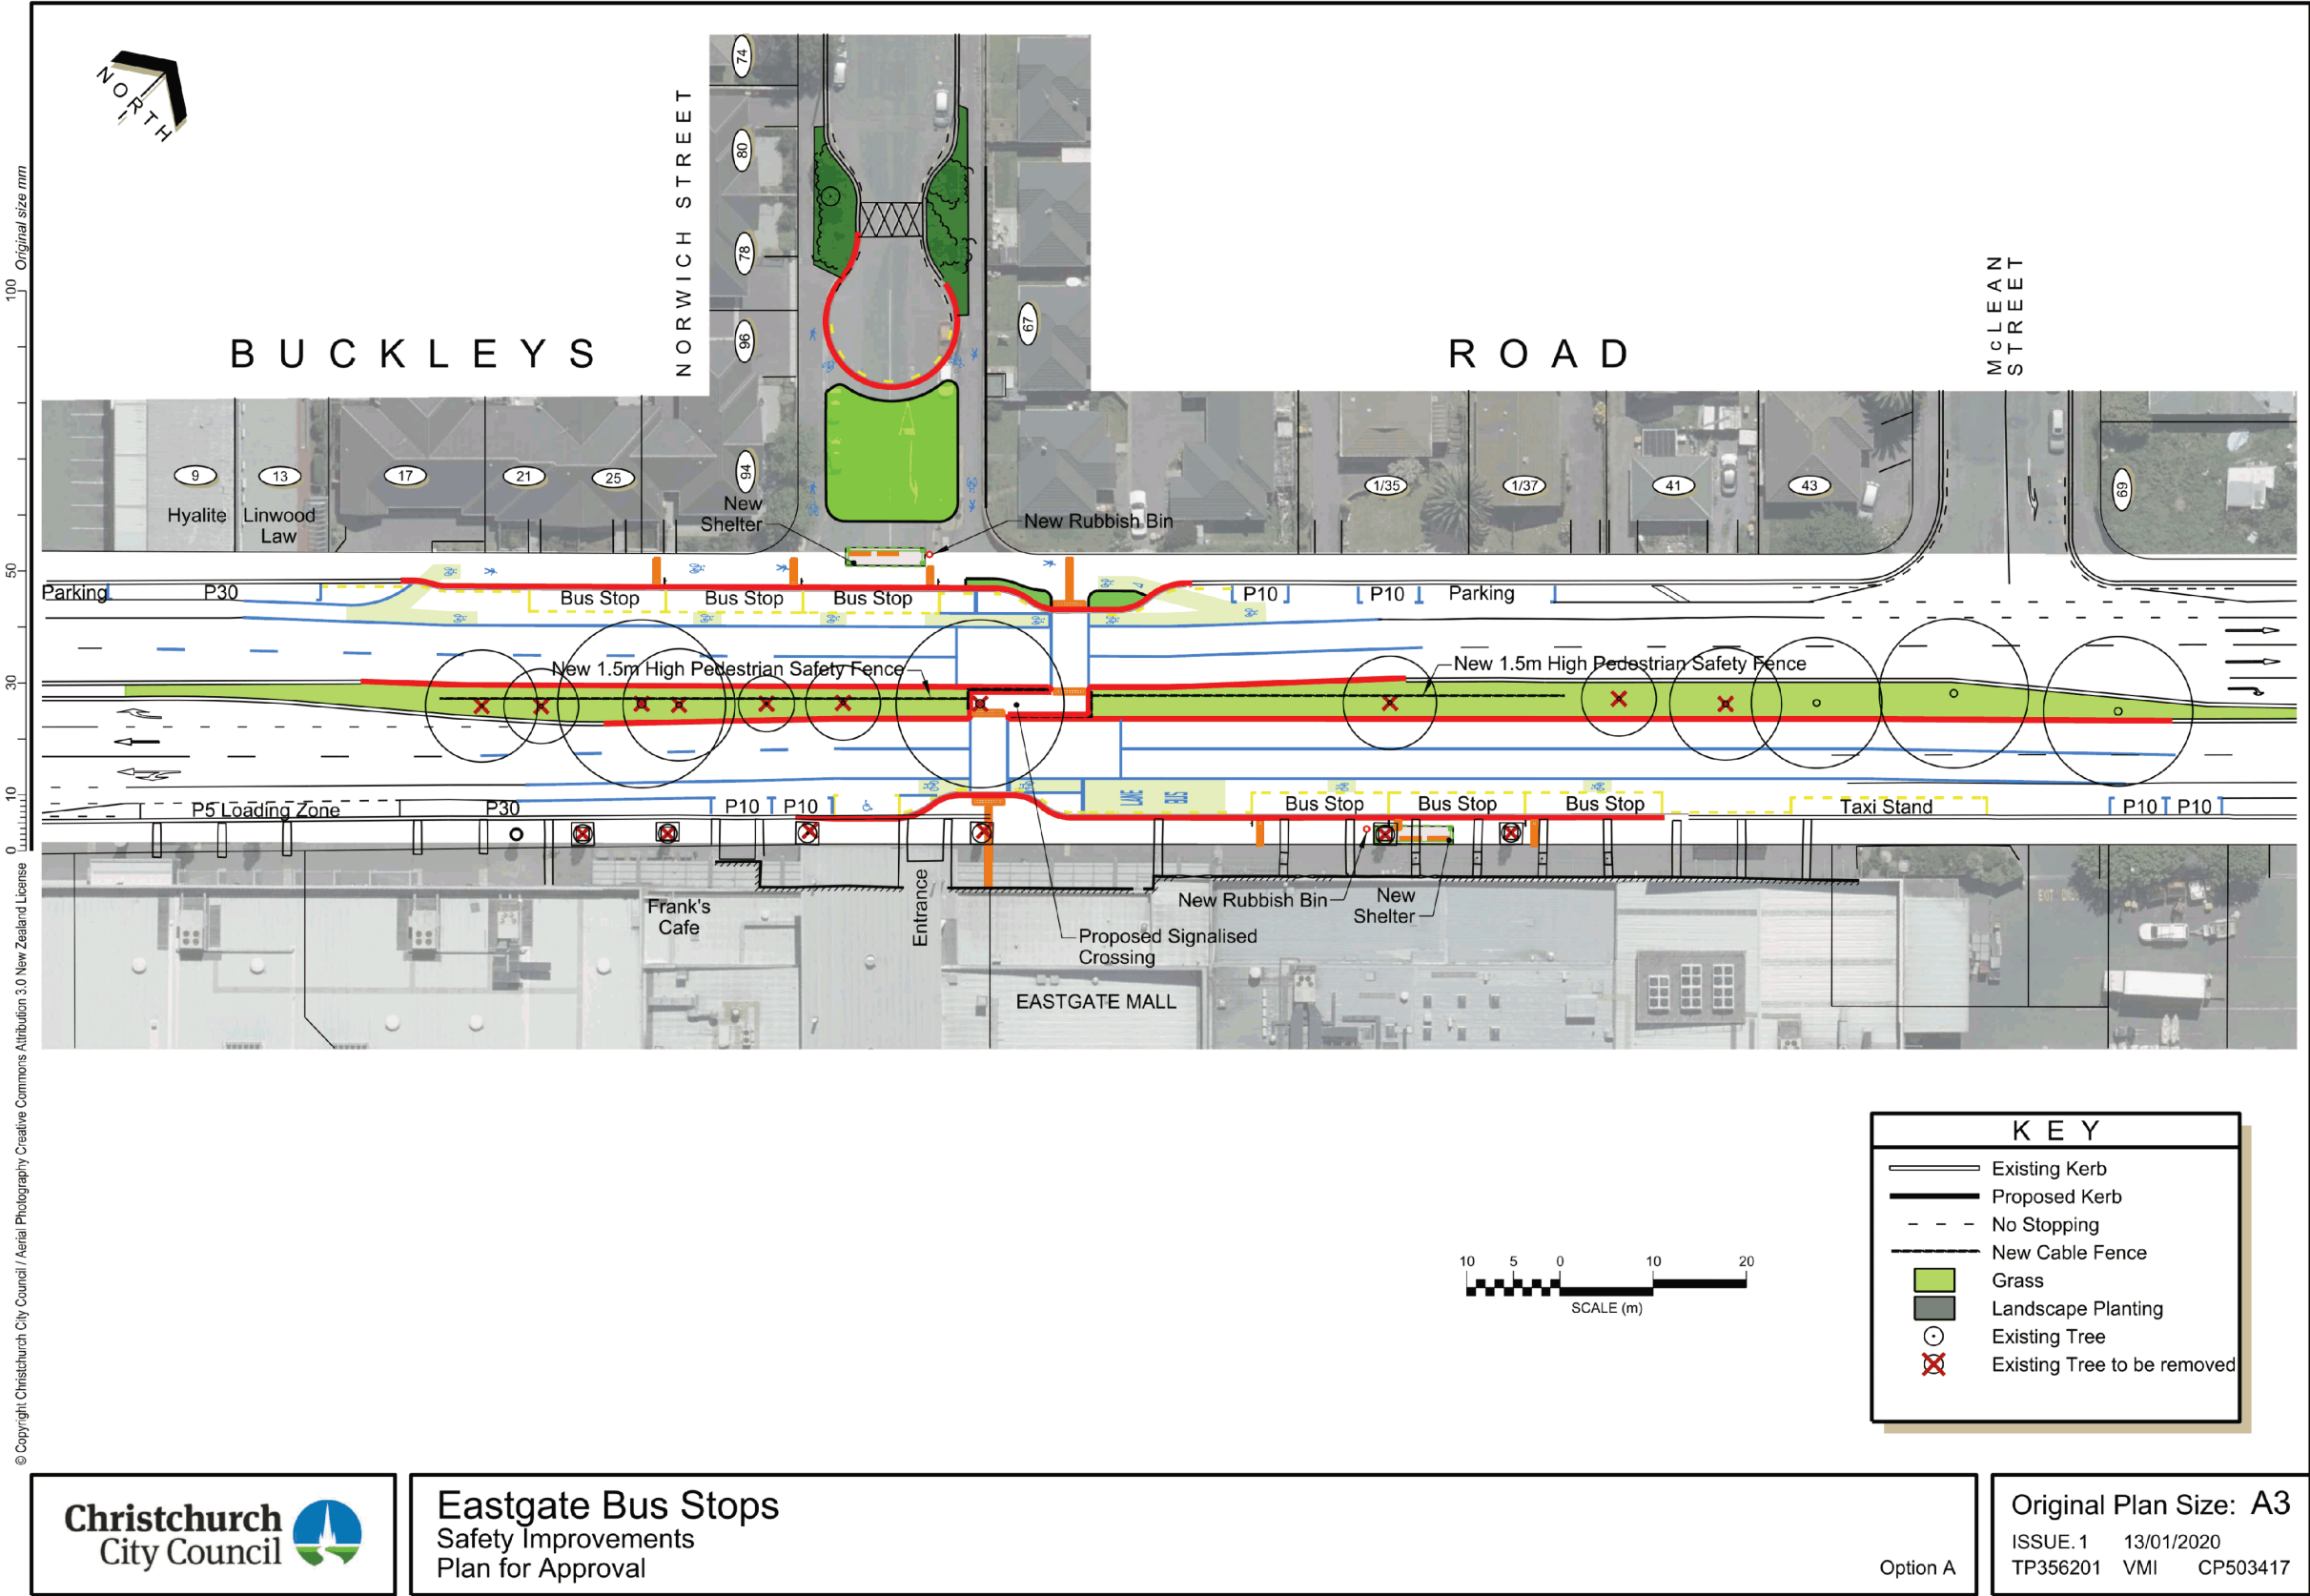 NORTH
100 Original size mm
50
30
10
0
© Copyright Christchurch City Council / Aerial Photography Creative Commons Attribution 3.0 New Zealand License
BUCKLEYS
NORWICH STREET
ROAD
McLEAN
STREET
74
80
78
96
94
67
9
13
17
21
25
1/35
1/37
41
43
69
Hyalite
Linwood
Law
New
Shelter
New Rubbish Bin
Parking
P30
Bus Stop
Bus Stop
Bus Stop
P10
P10
Parking
New 1.5m High Pedestrian Safety Fence
New 1.5m High Pedestrian Safety Fence
P5 Loading Zone
P30
P10
P10
LANE
BUS
Bus Stop
Bus Stop
Bus Stop
Taxi Stand
P10
P10
Frank's
Cafe
Entrance
New Rubbish Bin
New
Shelter
Proposed Signalised
Crossing
EASTGATE MALL
KEY
Existing Kerb
Proposed Kerb
No Stopping
New Cable Fence
Grass
Landscape Planting
Existing Tree
Existing Tree to be removed
10 5 0 10 20
SCALE (m)
Christchurch
City Council
Eastgate Bus Stops
Safety Improvements
Plan for Approval
Option A
Original Plan Size: A3
ISSUE.1 13/01/2020
TP356201 VMI CP503417